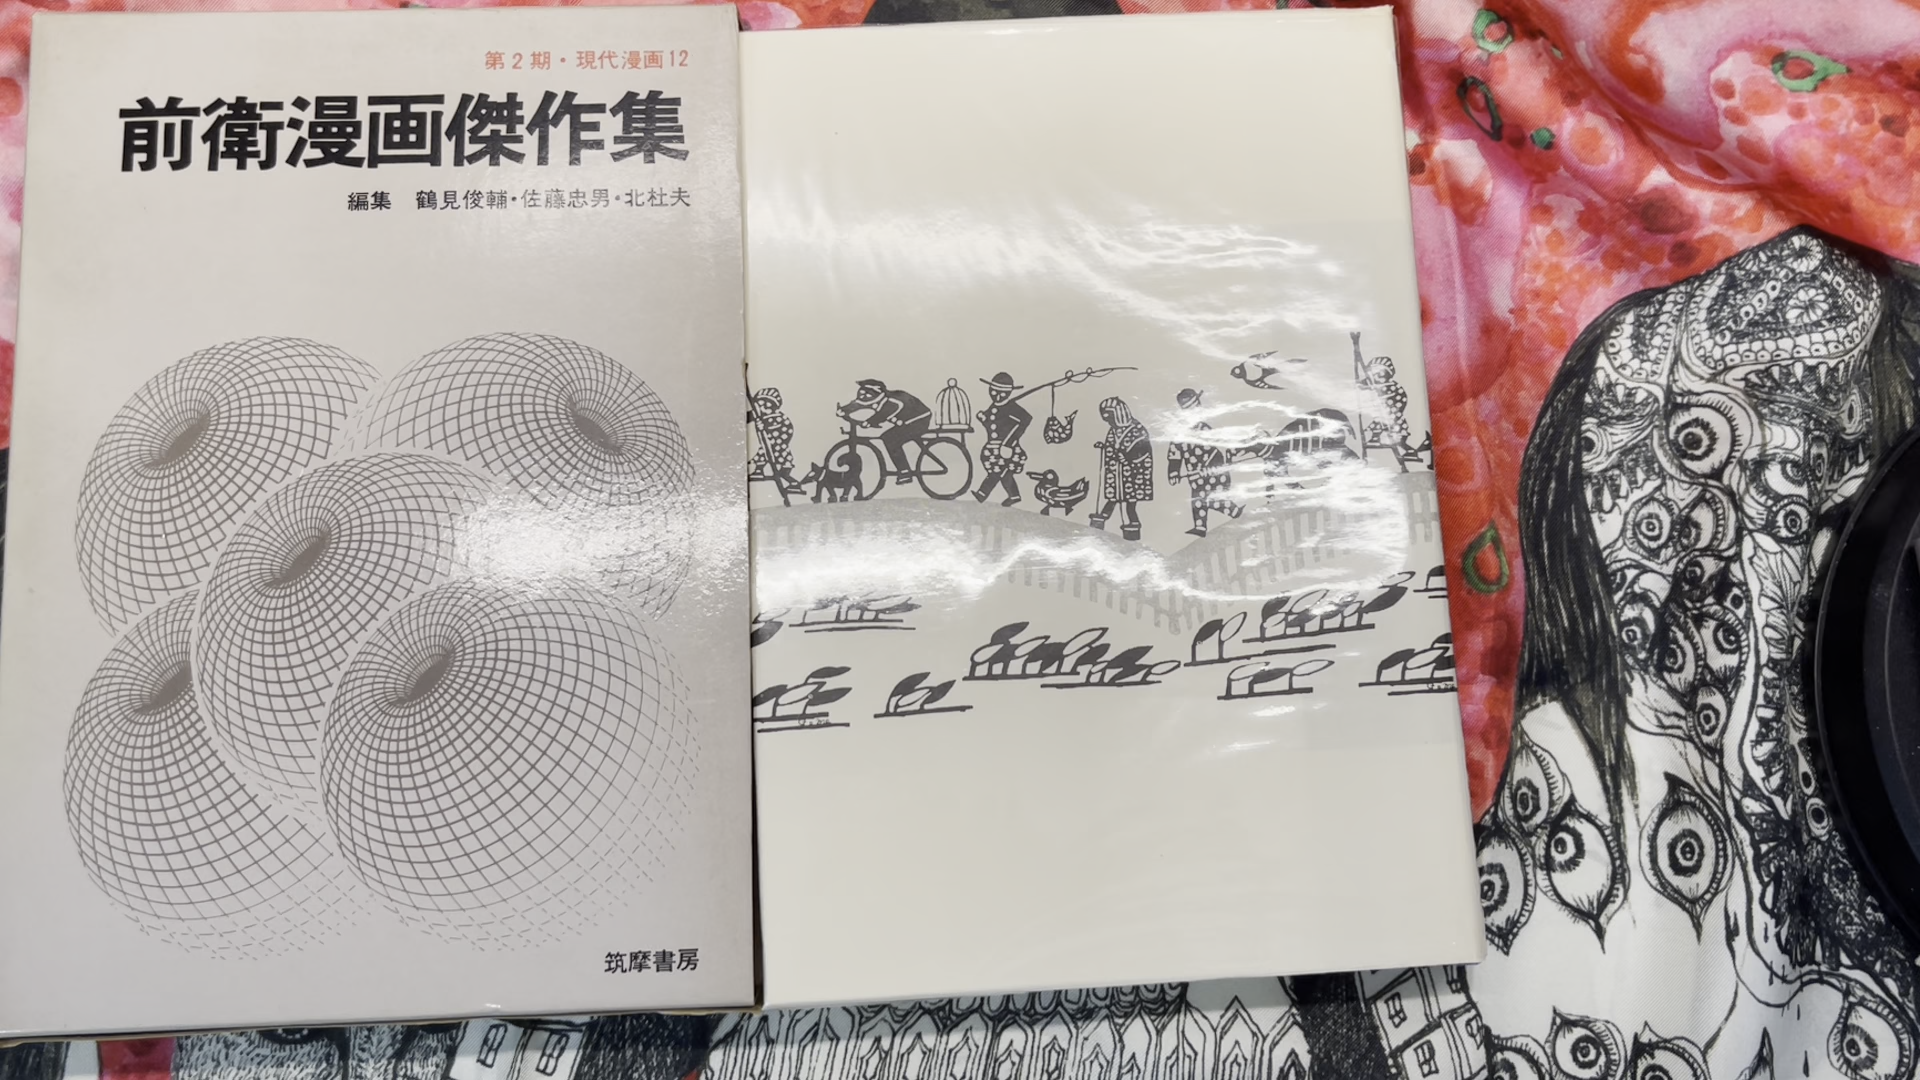 第2期・現代漫画12
前衛漫画傑作集
編集　鶴見俊輔・佐藤忠男・北杜夫
筑摩書房